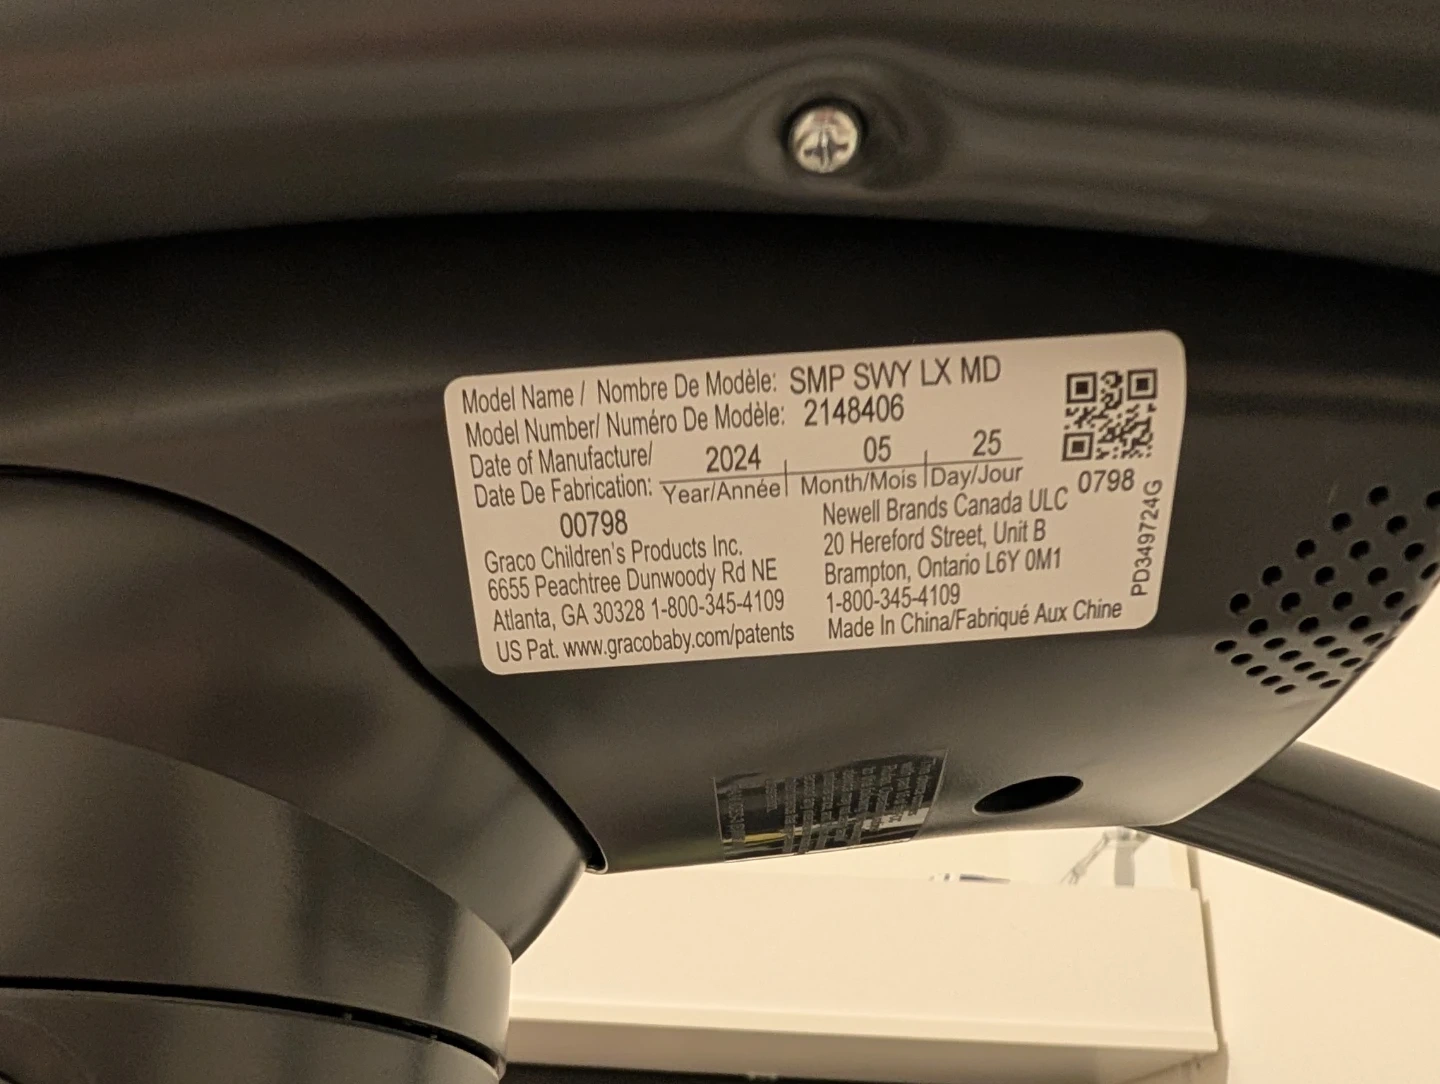 Model Name / Nombre De Modèle: SMP SWY LX MD
Model Number/ Numéro De Modèle: 2148406
Date of Manufacture/
Date De Fabrication:
2024 05 25
Year/Année Month/Mois Day/Jour
0798
PD349724G
00798
Graco Children's Products Inc.
6655 Peachtree Dunwoody Rd NE
Atlanta, GA 30328 1-800-345-4109
US Pat. www.gracobaby.com/patents
Newell Brands Canada ULC
20 Hereford Street, Unit B
Brampton, Ontario L6Y 0M1
1-800-345-4109
Made In China/Fabriqué Aux Chine